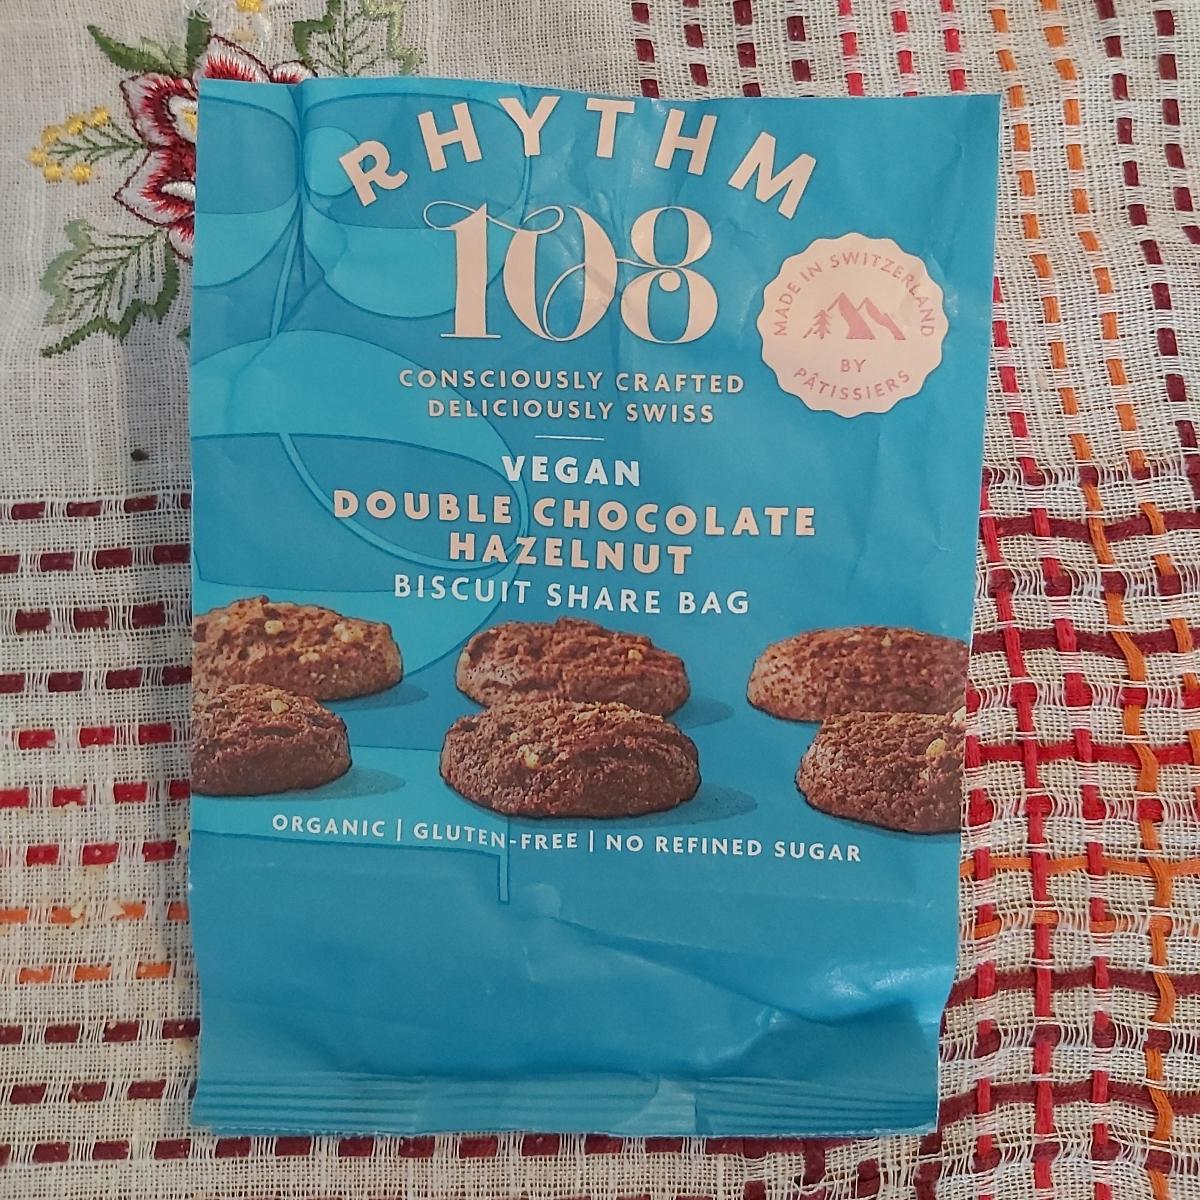 RHYTHM
108
MADE IN SWITZERLAND
BY
PÂTISSIERS
CONSCIOUSLY CRAFTED
DELICIOUSLY SWISS
VEGAN
DOUBLE CHOCOLATE
HAZELNUT
BISCUIT SHARE BAG
ORGANIC | GLUTEN-FREE | NO REFINED SUGAR